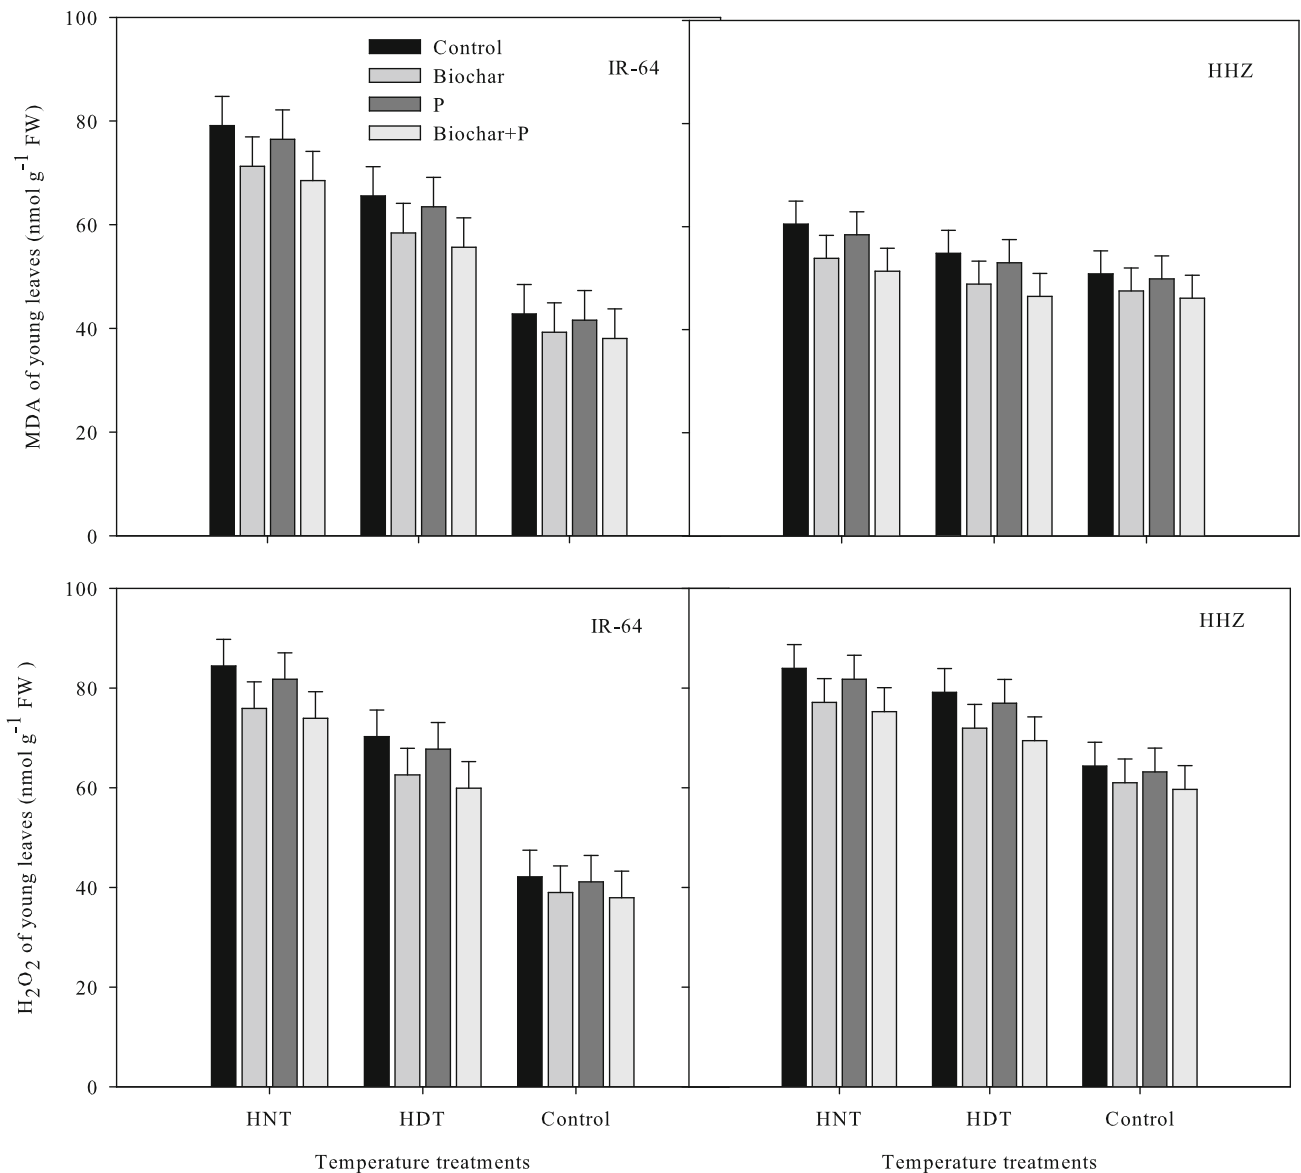 MDA of young leaves (nmol g-1 FW)
100
80
60
40
20
0
Control
Biochar
P
Biochar+P
IR-64
HHZ
H2O2 of young leaves (nmol g-1 FW )
100
80
60
40
20
0
IR-64
HHZ
HNT HDT Control HNT HDT Control
Temperature treatments Temperature treatments